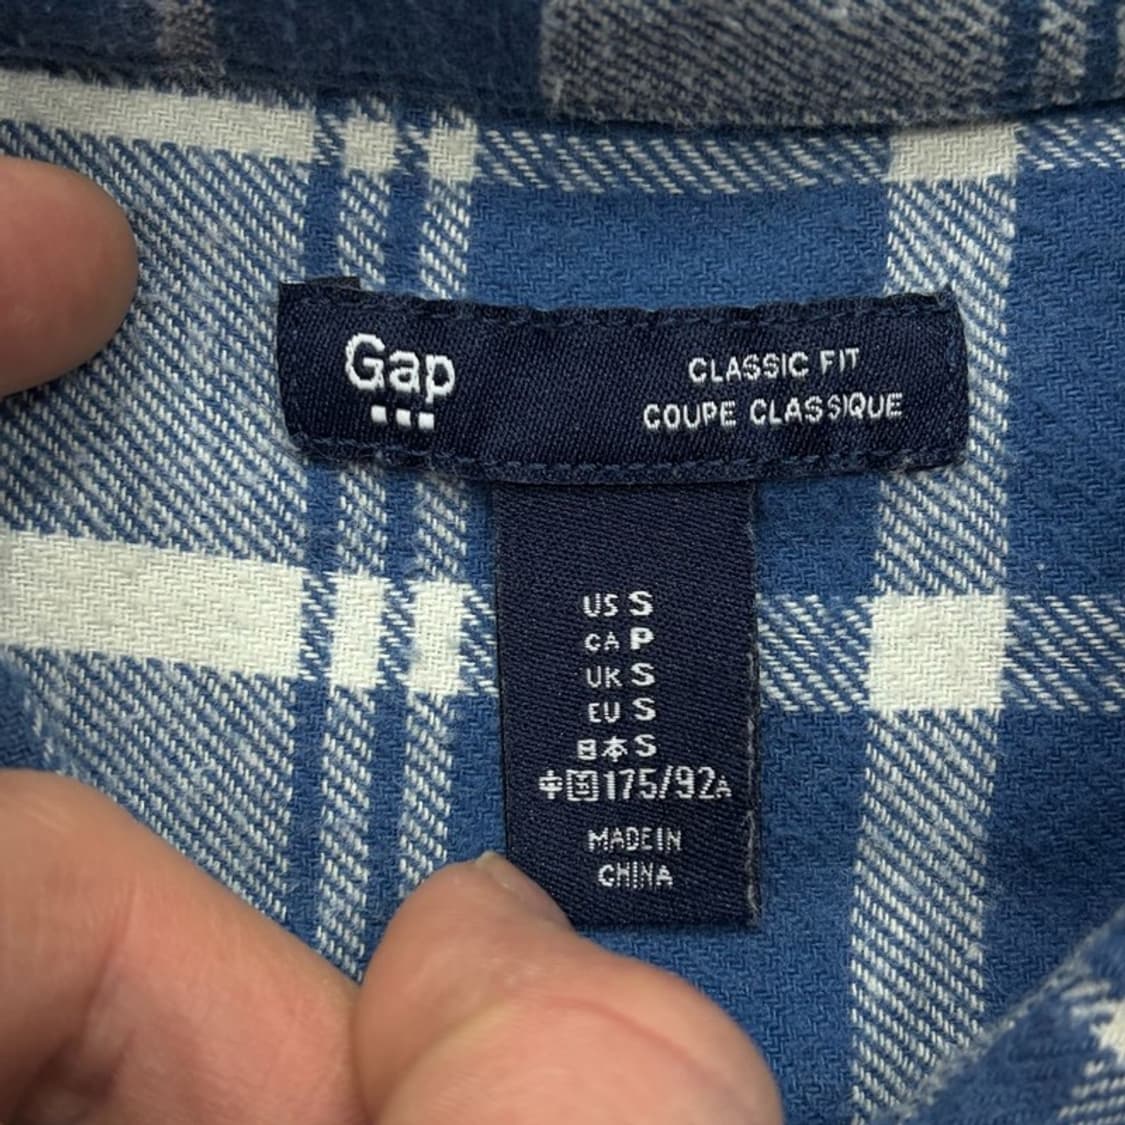 Gap
CLASSIC FIT
COUPE CLASSIQUE
US S
CA P
UK S
EU S
日本 S
中国 175/92A
MADE IN
CHINA